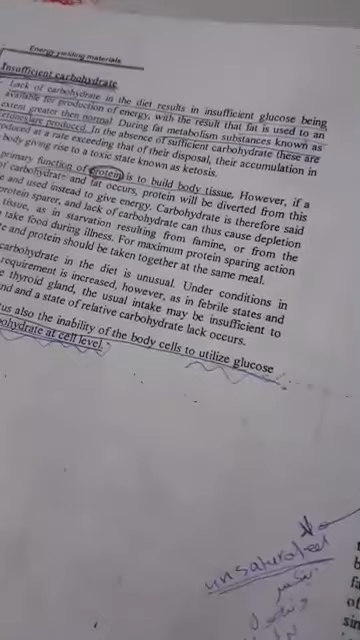 Energy yielding materials
Insufficient carbohydrate
Lack of carbohydrate in the diet results in insufficient glucose being
available for production of energy, with the result that fat is used to an
extent greater then normal. During fat metabolism substances known as
ketones are produced. In the absence of sufficient carbohydrate these are
produced at a rate exceeding that of their disposal, their accumulation in
body giving rise to a toxic state known as ketosis.
primary function of protein is to build body tissue. However, if a
of carbohydrate and fat occurs, protein will be diverted from this
e and used instead to give energy. Carbohydrate is therefore said
protein sparer, and lack of carbohydrate can thus cause depletion
tissue, as in starvation resulting from famine, or from the
take food during illness. For maximum protein sparing action
e and protein should be taken together at the same meal.
carbohydrate in the diet is unusual. Under conditions in
requirement is increased, however, as in febrile states and
e thyroid gland, the usual intake may be insufficient to
nd and a state of relative carbohydrate lack occurs.
us also the inability of the body cells to utilize glucose
ohydrate at cell level.
unsaturated
t
b
fa
of
sin